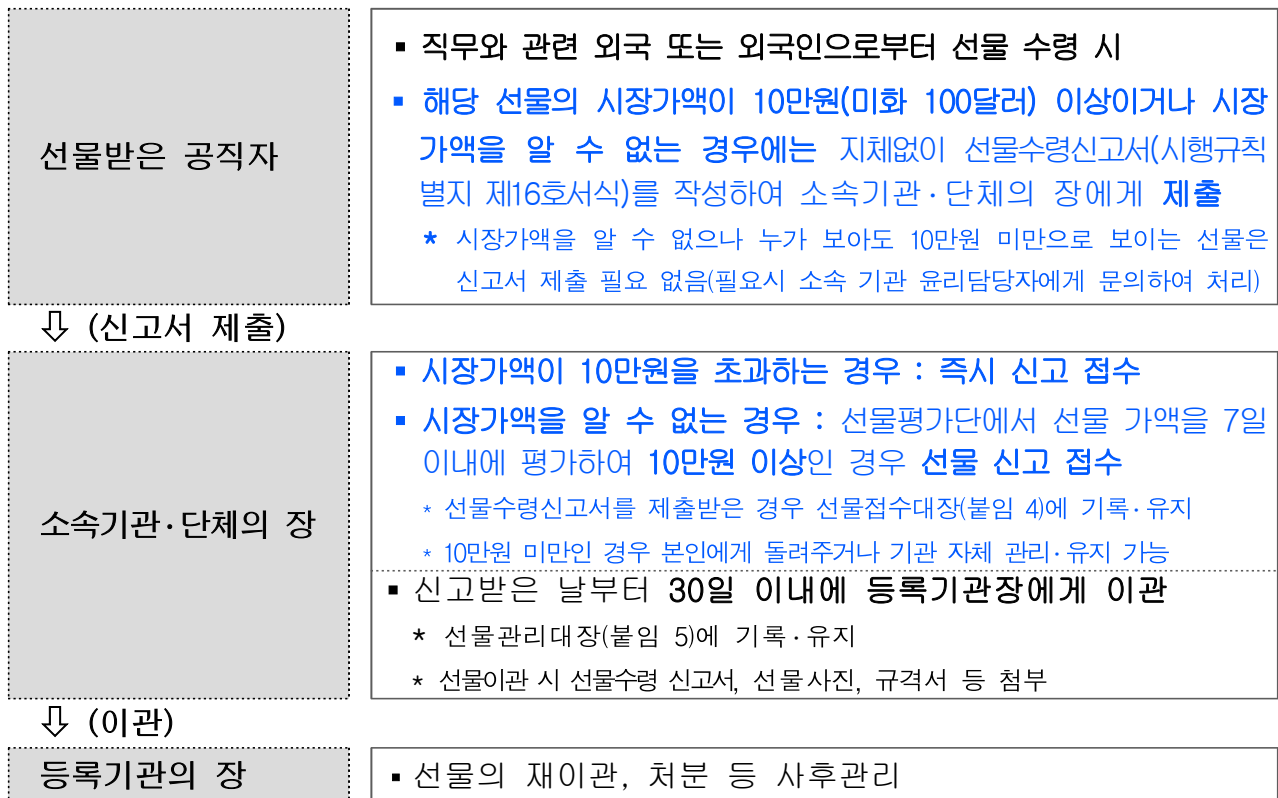 선물받은 공직자
▪ 직무와 관련 외국 또는 외국인으로부터 선물 수령 시
▪ 해당 선물의 시장가액이 10만원(미화 100달러) 이상이거나 시장
가액을 알 수 없는 경우에는 지체없이 선물수령신고서(시행규칙
별지 제16호서식)를 작성하여 소속기관·단체의 장에게 제출
* 시장가액을 알 수 없으나 누가 보아도 10만원 미만으로 보이는 선물은
신고서 제출 필요 없음(필요시 소속 기관 윤리담당자에게 문의하여 처리)
⇩ (신고서 제출)
소속기관·단체의 장
▪ 시장가액이 10만원을 초과하는 경우 : 즉시 신고 접수
▪ 시장가액을 알 수 없는 경우 : 선물평가단에서 선물 가액을 7일
이내에 평가하여 10만원 이상인 경우 선물 신고 접수
* 선물수령신고서를 제출받은 경우 선물접수대장(붙임 4)에 기록·유지
* 10만원 미만인 경우 본인에게 돌려주거나 기관 자체 관리·유지 가능
▪ 신고받은 날부터 30일 이내에 등록기관장에게 이관
* 선물관리대장(붙임 5)에 기록·유지
* 선물이관 시 선물수령 신고서, 선물사진, 규격서 등 첨부
⇩ (이관)
등록기관의 장
▪ 선물의 재이관, 처분 등 사후관리